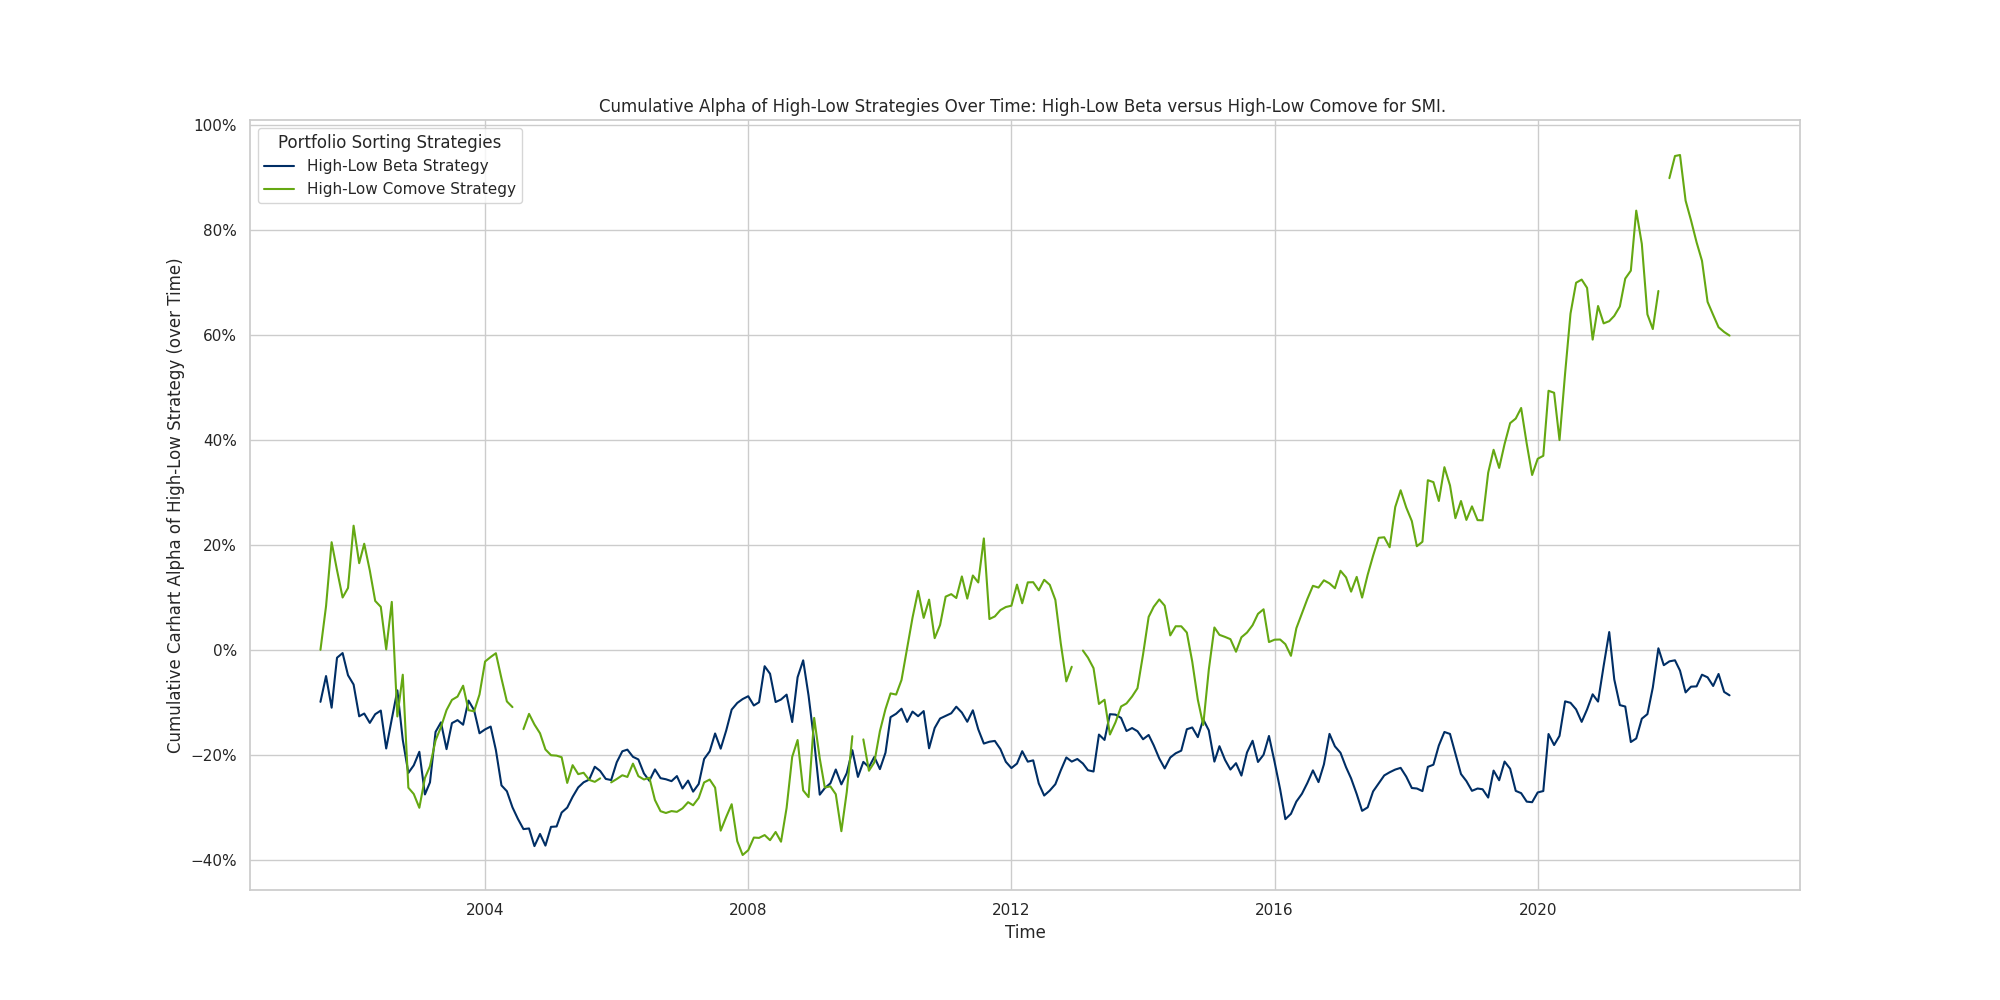 Cumulative Alpha of High-Low Strategies Over Time: High-Low Beta versus High-Low Comove for SMI.
Portfolio Sorting Strategies
High-Low Beta Strategy
High-Low Comove Strategy
Cumulative Carhart Alpha of High-Low Strategy (over Time)
100%
80%
60%
40%
20%
0%
−20%
−40%
2004 2008 2012 2016 2020
Time